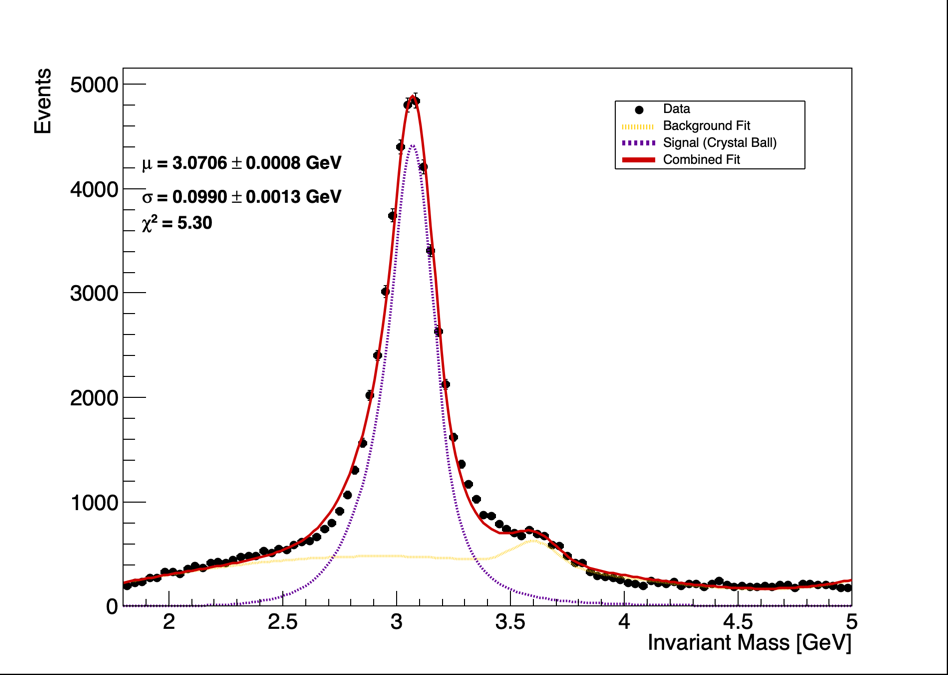 Events
5000
4000
3000
2000
1000
0
μ = 3.0706 ± 0.0008 GeV
σ = 0.0990 ± 0.0013 GeV
χ² = 5.30
Data
Background Fit
Signal (Crystal Ball)
Combined Fit
2 2.5 3 3.5 4 4.5 5
Invariant Mass [GeV]